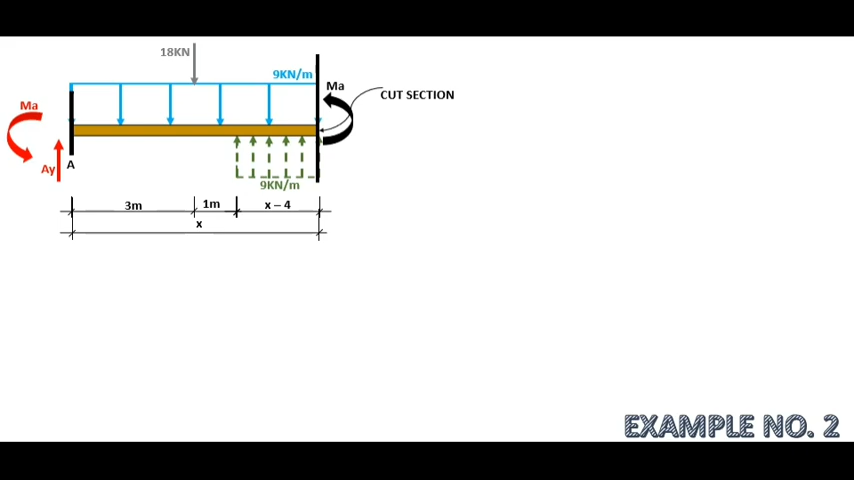 18KN
9KN/m
Ma
CUT SECTION
Ma
A
Ay
9KN/m
3m
1m
x – 4
x
EXAMPLE NO. 2